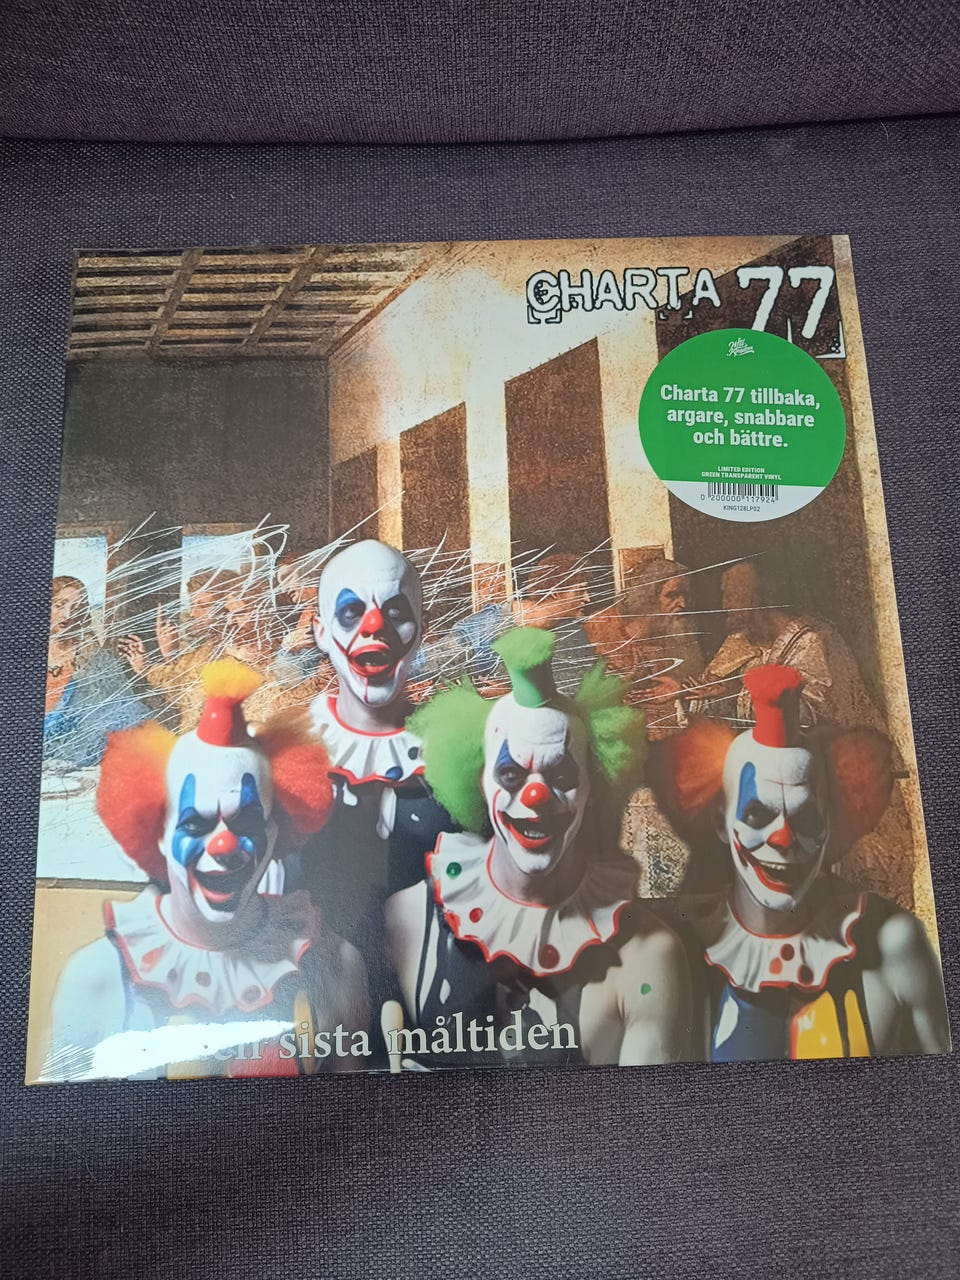 CHARTA 77
Charta 77 tillbaka,
argare, snabbare
och bättre.
LIMITED EDITION
GREEN TRANSPARENT VINYL
0 200000 117924
KING128LP02
sista måltiden